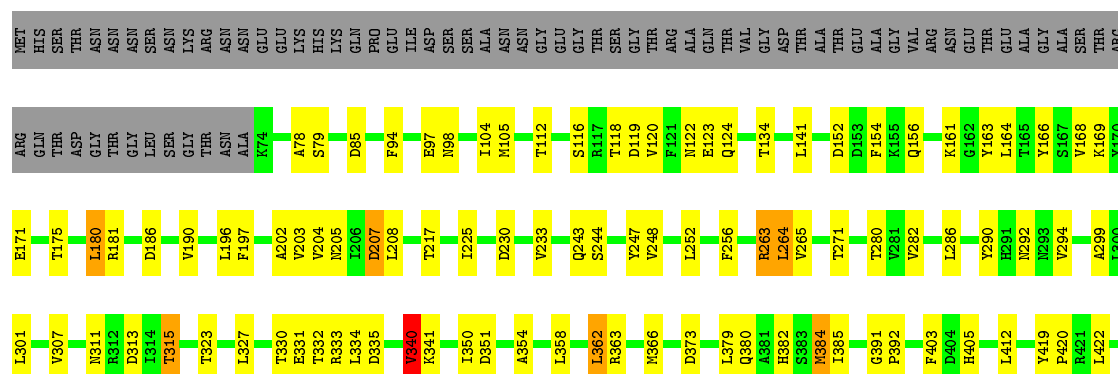 MET HIS SER THR ASN ASN ASN SER ASN LYS ARG ASN ASN GLU GLU LYS HIS LYS GLN PRO GLU ILE ASP SER SER ALA ASN ASN GLY GLU GLY THR SER GLY THR ARG ALA GLN THR VAL GLY ASP THR ALA THR GLU ALA GLY VAL ARG ASN GLU THR GLU ALA GLY ALA SER THR ARG
ARG GLN THR ASP GLY THR GLY LEU SER GLY THR ASN ALA K74 A78 S79 D85 F94 E97 N98 I104 M105 T112 S116 R117 T118 D119 V120 F121 N122 E123 Q124 T134 L141 D152 D153 F154 K155 Q156 K161 G162 Y163 L164 T165 Y166 S167 V168 K169 Y170
E171 T175 L180 R181 D186 V190 L196 F197 A202 V203 V204 N205 I206 D207 L208 T217 I225 D230 V233 Q243 S244 Y247 V248 L252 F256 R263 L264 V265 T271 T280 V281 V282 L286 Y290 H291 N292 N293 V294 A299 L300
L301 V307 N311 R312 D313 I314 T315 T323 L327 T330 E331 T332 R333 L334 D335 V340 K341 I350 D351 A354 L358 L362 R363 M366 D373 L379 Q380 A381 H382 S383 M384 I385 G391 P392 F403 D404 H405 L412 Y419 P420 R421 L422